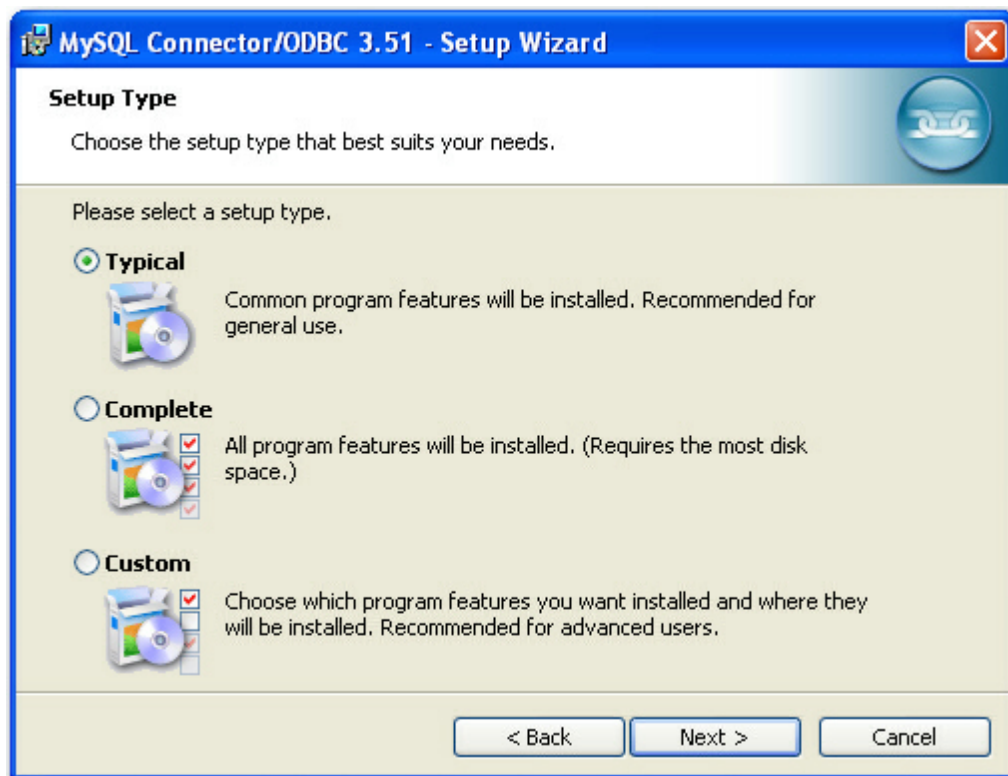 MySQL Connector/ODBC 3.51 - Setup Wizard
Setup Type
Choose the setup type that best suits your needs.
Please select a setup type.
Typical
Common program features will be installed. Recommended for
general use.
Complete
All program features will be installed. (Requires the most disk
space.)
Custom
Choose which program features you want installed and where they
will be installed. Recommended for advanced users.
< Back
Next >
Cancel